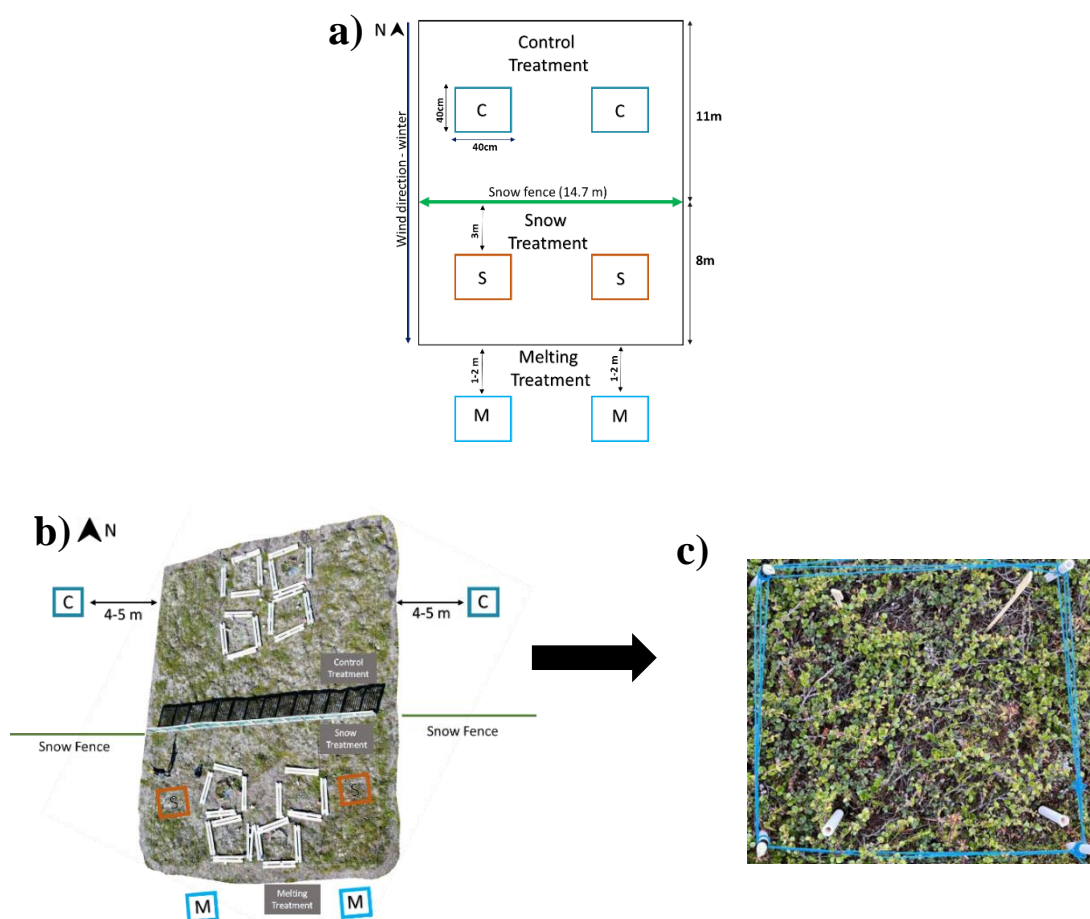 a)
N
Control
Treatment
C
C
40cm
40cm
11m
Wind direction - winter
Snow fence (14.7 m)
3m
Snow
Treatment
8m
S
S
1-2 m
Melting
Treatment
1-2 m
M
M
b)
N
C
4-5 m
4-5 m
C
Control
Treatment
Snow Fence
Snow
Treatment
Snow Fence
S
S
M
Melting
Treatment
M
c)